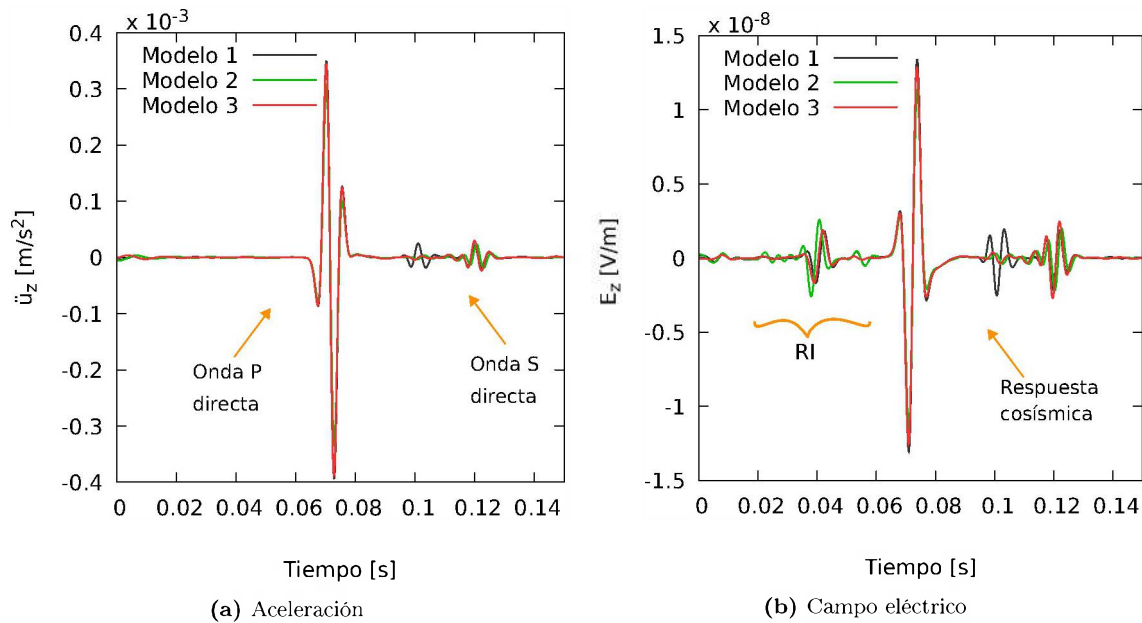 x 10-3
0.4
0.3
0.2
0.1
0
-0.1
-0.2
-0.3
-0.4
üz [m/s2]
Modelo 1
Modelo 2
Modelo 3
Onda P
directa
Onda S
directa
0 0.02 0.04 0.06 0.08 0.1 0.12 0.14
Tiempo [s]
(a) Aceleración
x 10-8
1.5
1
0.5
0
-0.5
-1
-1.5
Ez [V/m]
Modelo 1
Modelo 2
Modelo 3
RI
Respuesta
cosísmica
0 0.02 0.04 0.06 0.08 0.1 0.12 0.14
Tiempo [s]
(b) Campo eléctrico